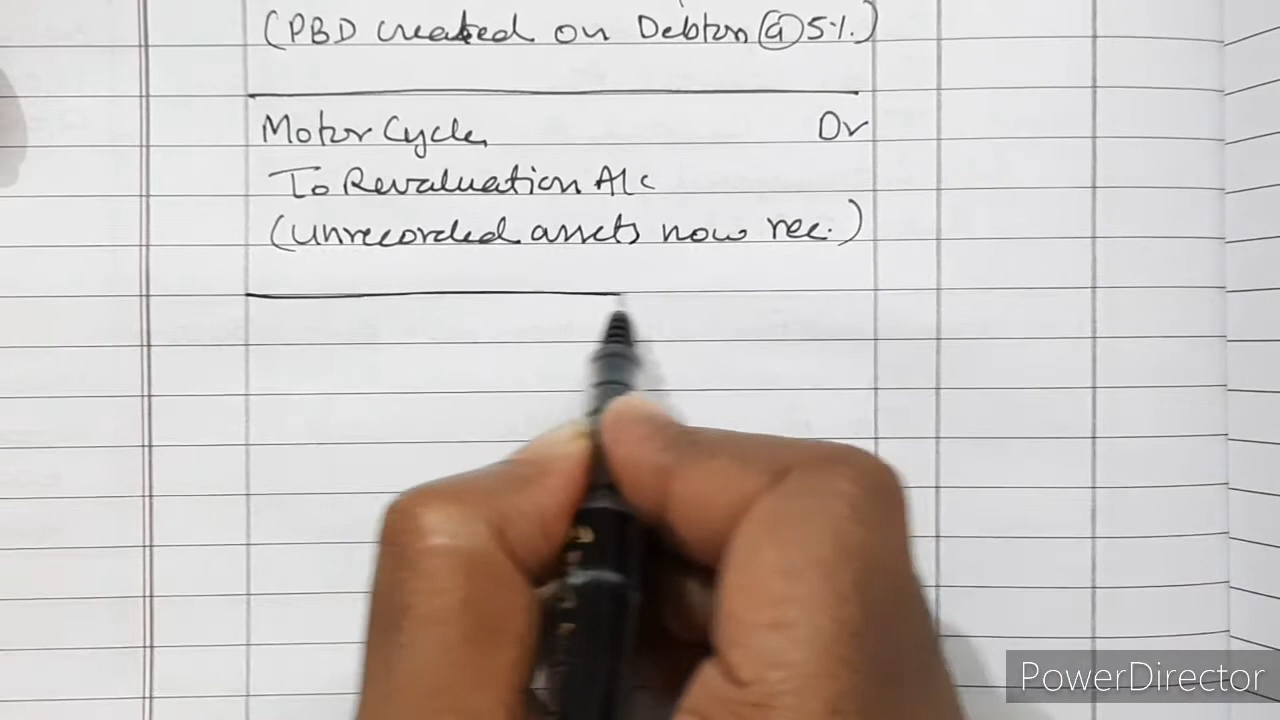 (PBD created on Debtors @ 5%.)
Motor Cycle Dr
To Revaluation A/c
(unrecorded assets now rec.)
PowerDirector